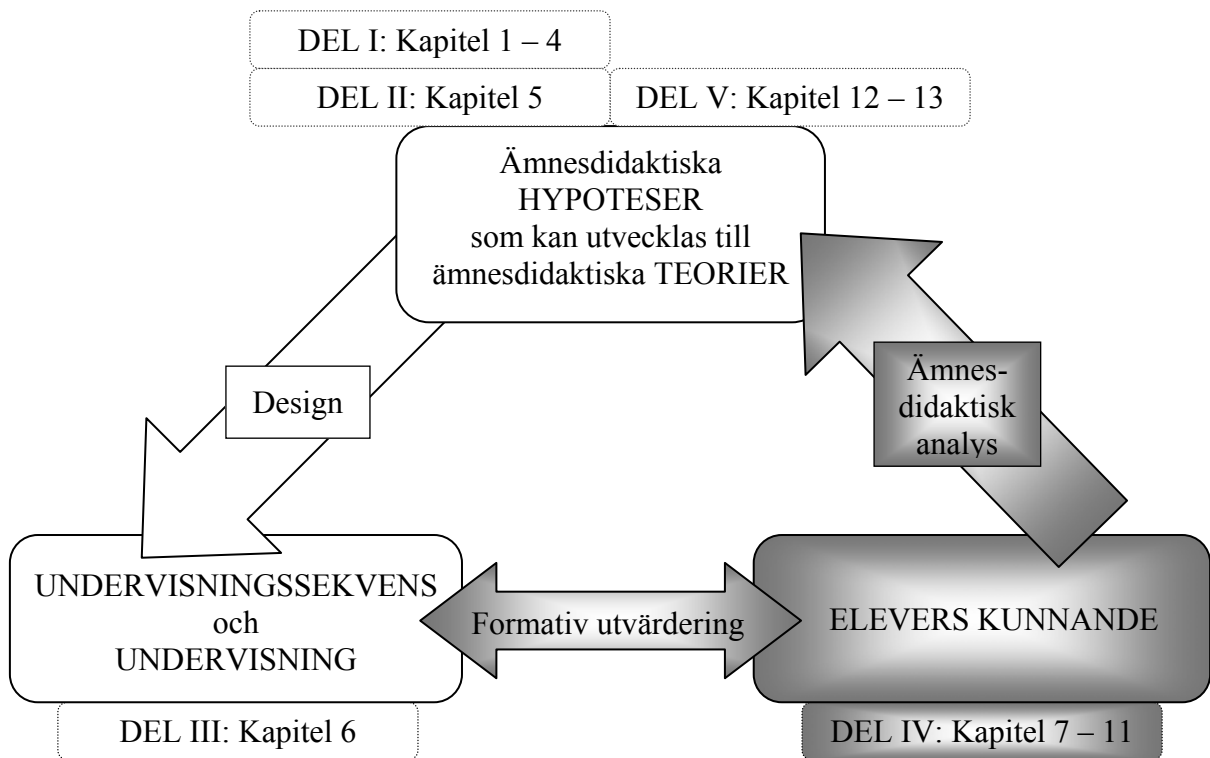 DEL I: Kapitel 1 – 4
DEL II: Kapitel 5
DEL V: Kapitel 12 – 13
Ämnesdidaktiska
HYPOTESER
som kan utvecklas till
ämnesdidaktiska TEORIER
Design
Ämnes-
didaktisk
analys
UNDERVISNINGSSEKVENS
och
UNDERVISNING
Formativ utvärdering
ELEVERS KUNNANDE
DEL III: Kapitel 6
DEL IV: Kapitel 7 – 11